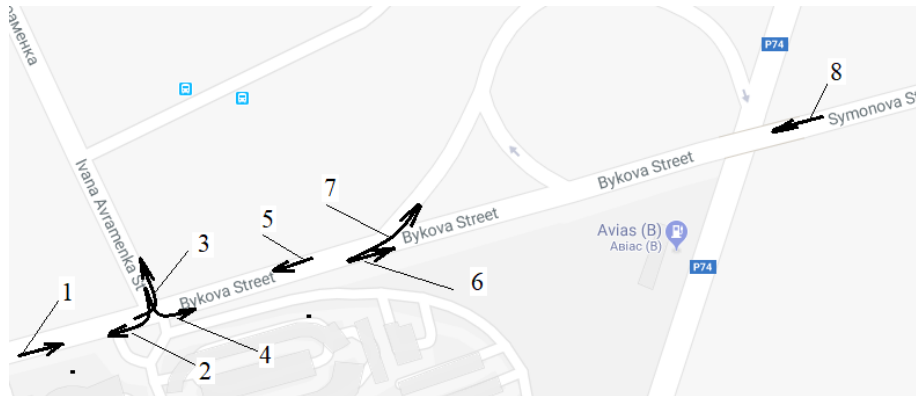 раменка
P74
8
Symonova St
Ivana Avramenka St
Bykova Street
7
Bykova Street
Avias (B)
Авіас (В)
5
3
P74
1
Bykova Street
6
2
4